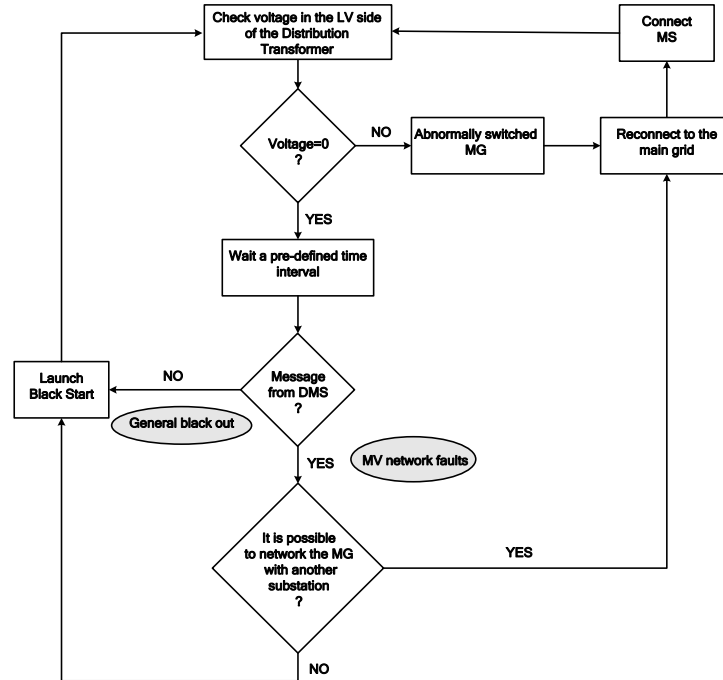 Check voltage in the LV side
of the Distribution
Transformer
Connect
MS
Voltage=0
?
NO
Abnormally switched
MG
Reconnect to the
main grid
YES
Wait a pre-defined time
interval
Launch
Black Start
NO
Message
from DMS
?
General black out
YES
MV network faults
It is possible
to network the MG
with another
substation
?
YES
NO